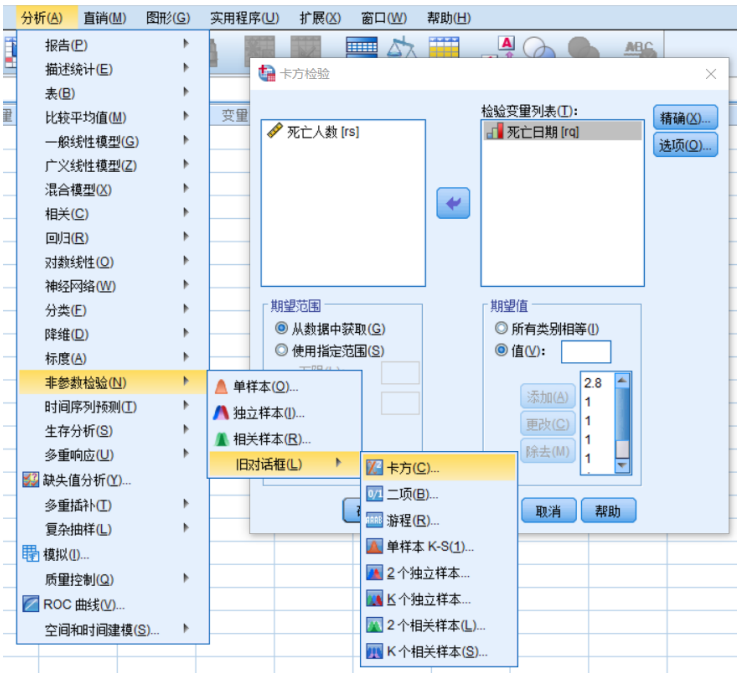 分析(A) 直销(M) 图形(G) 实用程序(U) 扩展(X) 窗口(W) 帮助(H)
报告(P)
描述统计(E)
表(B)
比较平均值(M)
一般线性模型(G)
广义线性模型(Z)
混合模型(X)
相关(C)
回归(R)
对数线性(O)
神经网络(W)
分类(F)
降维(D)
标度(A)
非参数检验(N)
时间序列预测(T)
生存分析(S)
多重响应(U)
缺失值分析(Y)...
多重插补(T)
复杂抽样(L)
模拟(I)...
质量控制(Q)
ROC 曲线(V)...
空间和时间建模(S)...
单样本(O)...
独立样本(I)...
相关样本(R)...
旧对话框(L)
卡方(C)...
二项(B)...
游程(R)...
单样本 K-S(1)...
2 个独立样本...
K 个独立样本...
2 个相关样本(L)...
K 个相关样本(S)...
ABC
A
变量
卡方检验
死亡人数 [rs]
检验变量列表(T):
死亡日期 [rq]
精确(X)...
选项(O)...
期望范围
从数据中获取(G)
使用指定范围(S)
期望值
所有类别相等(I)
值(V):
添加(A)
更改(C)
除去(M)
2.8
1
1
1
1
取消
帮助